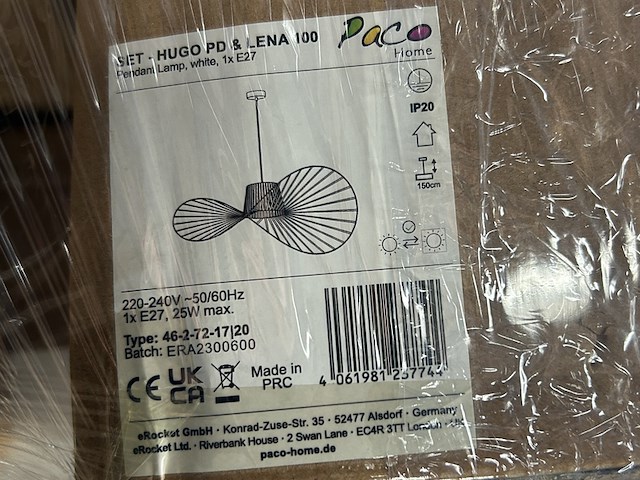 SET - HUGO PD & LENA 100
Pendant Lamp, white, 1x E27
Paco
Home
IP20
150cm
220-240V ~50/60Hz
1x E27, 25W max.
Type: 46-2-72-17|20
Batch: ERA2300600
CE UK CA
Made in
PRC
4 061981 257744
eRocket GmbH · Konrad-Zuse-Str. 35 · 52477 Alsdorf · Germany
eRocket Ltd. · Riverbank House · 2 Swan Lane · EC4R 3TT London · UK
paco-home.de